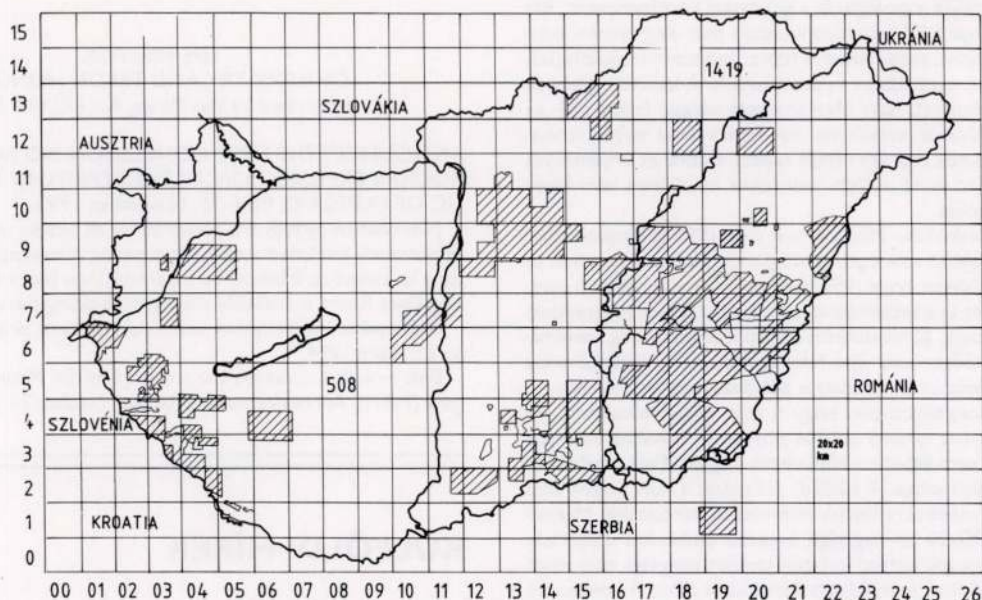 15
UKRÁNIA
14
1419
13
SZLOVÁKIA
12
AUSZTRIA
11
10
9
8
7
6
5
508
ROMÁNIA
4
SZLOVÉNIA
20x20
km
3
2
1
KROATIA
SZERBIA
0
00 01 02 03 04 05 06 07 08 09 10 11 12 13 14 15 16 17 18 19 20 21 22 23 24 25 26